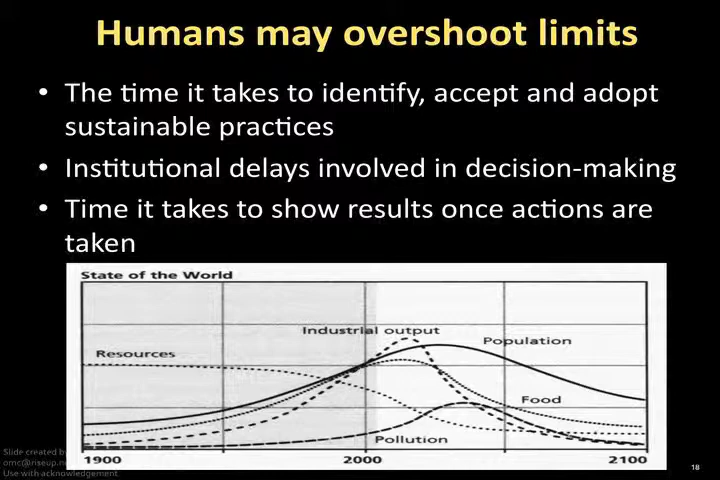 Humans may overshoot limits
• The time it takes to identify, accept and adopt
sustainable practices
• Institutional delays involved in decision-making
• Time it takes to show results once actions are
taken
State of the World
Industrial output
Population
Resources
Food
Pollution
1900 2000 2100
Slide created b
omc@riseup.n
Use with acknowledgement
18